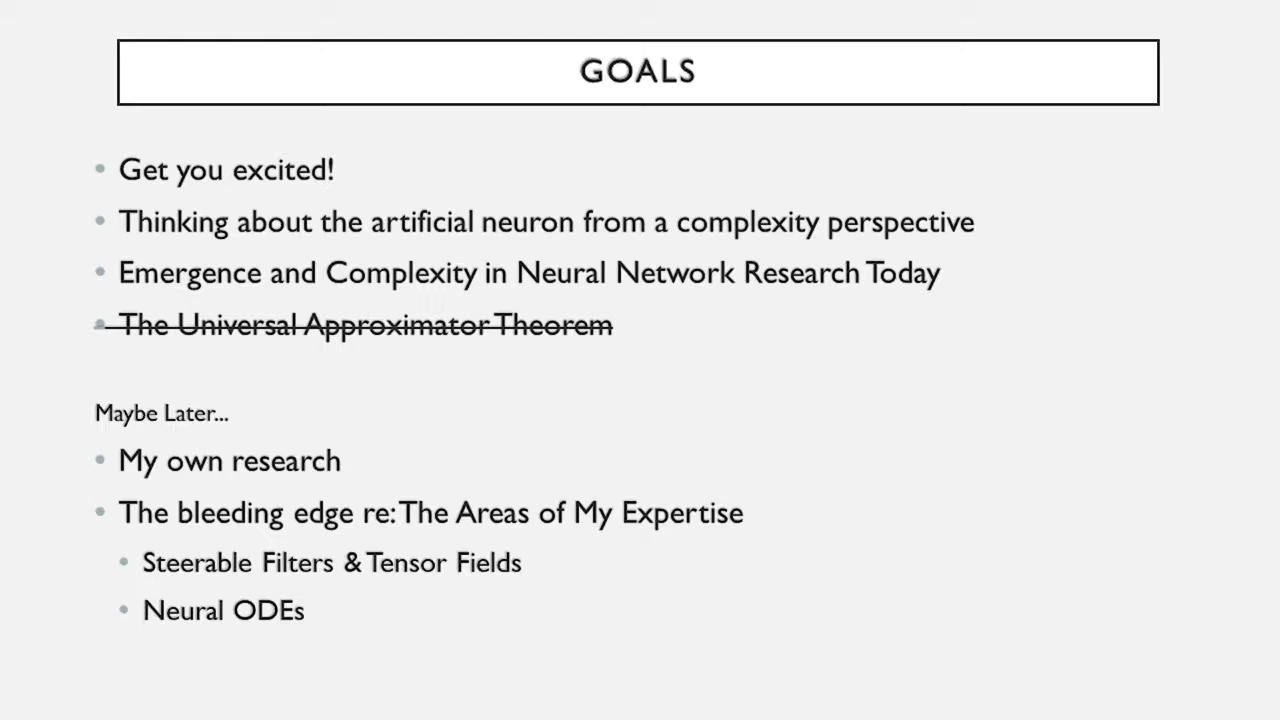 GOALS
Get you excited!
Thinking about the artificial neuron from a complexity perspective
Emergence and Complexity in Neural Network Research Today
The Universal Approximator Theorem
Maybe Later...
My own research
The bleeding edge re: The Areas of My Expertise
Steerable Filters & Tensor Fields
Neural ODEs